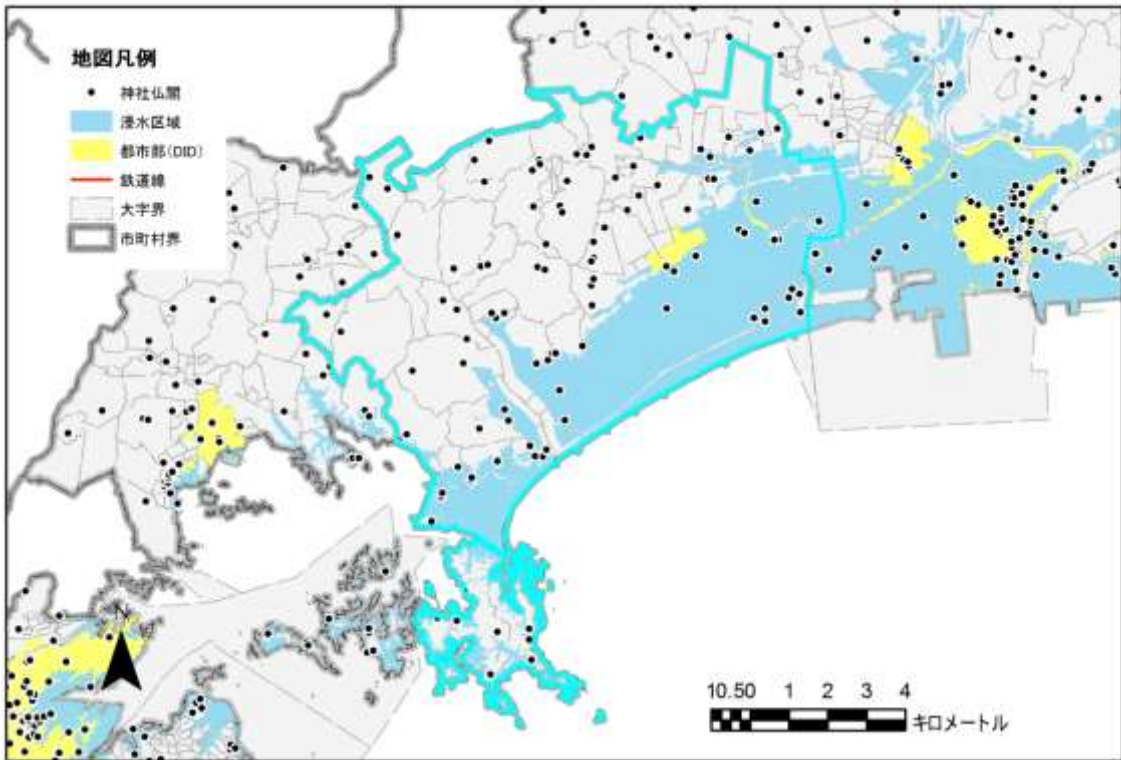 地図凡例
神社仏閣
浸水区域
都市部(DID)
鉄道線
大字界
市町村界
N
10.50 1 2 3 4
キロメートル